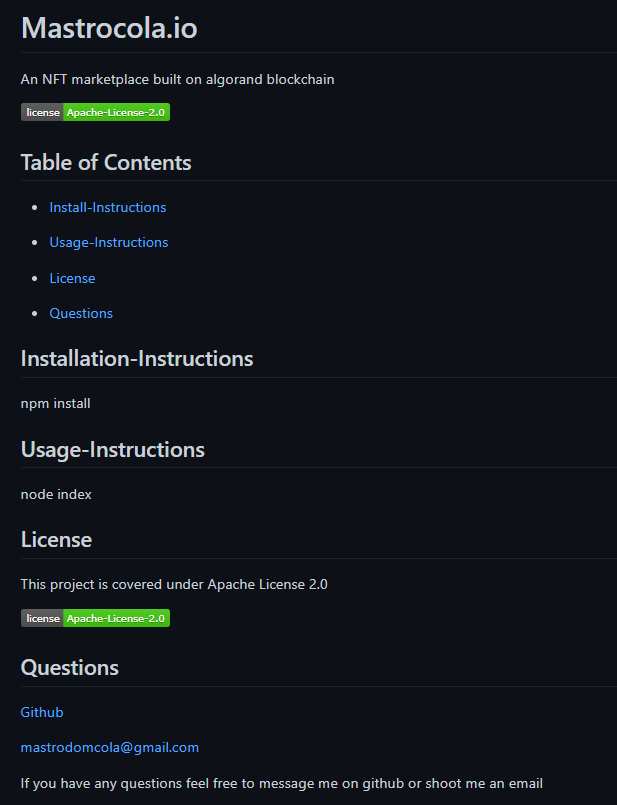 Mastrocola.io
An NFT marketplace built on algorand blockchain
license Apache-License-2.0
Table of Contents
Install-Instructions
Usage-Instructions
License
Questions
Installation-Instructions
npm install
Usage-Instructions
node index
License
This project is covered under Apache License 2.0
license Apache-License-2.0
Questions
Github
mastrodomcola@gmail.com
If you have any questions feel free to message me on github or shoot me an email